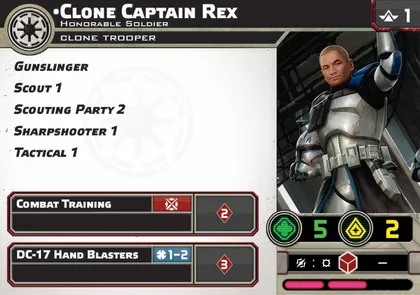 •Clone Captain Rex
1
Honorable Soldier
Clone Trooper
Gunslinger
Scout 1
Scouting Party 2
Sharpshooter 1
Tactical 1
Combat Training
2
DC-17 Hand Blasters
1-2
3
5
2
: –